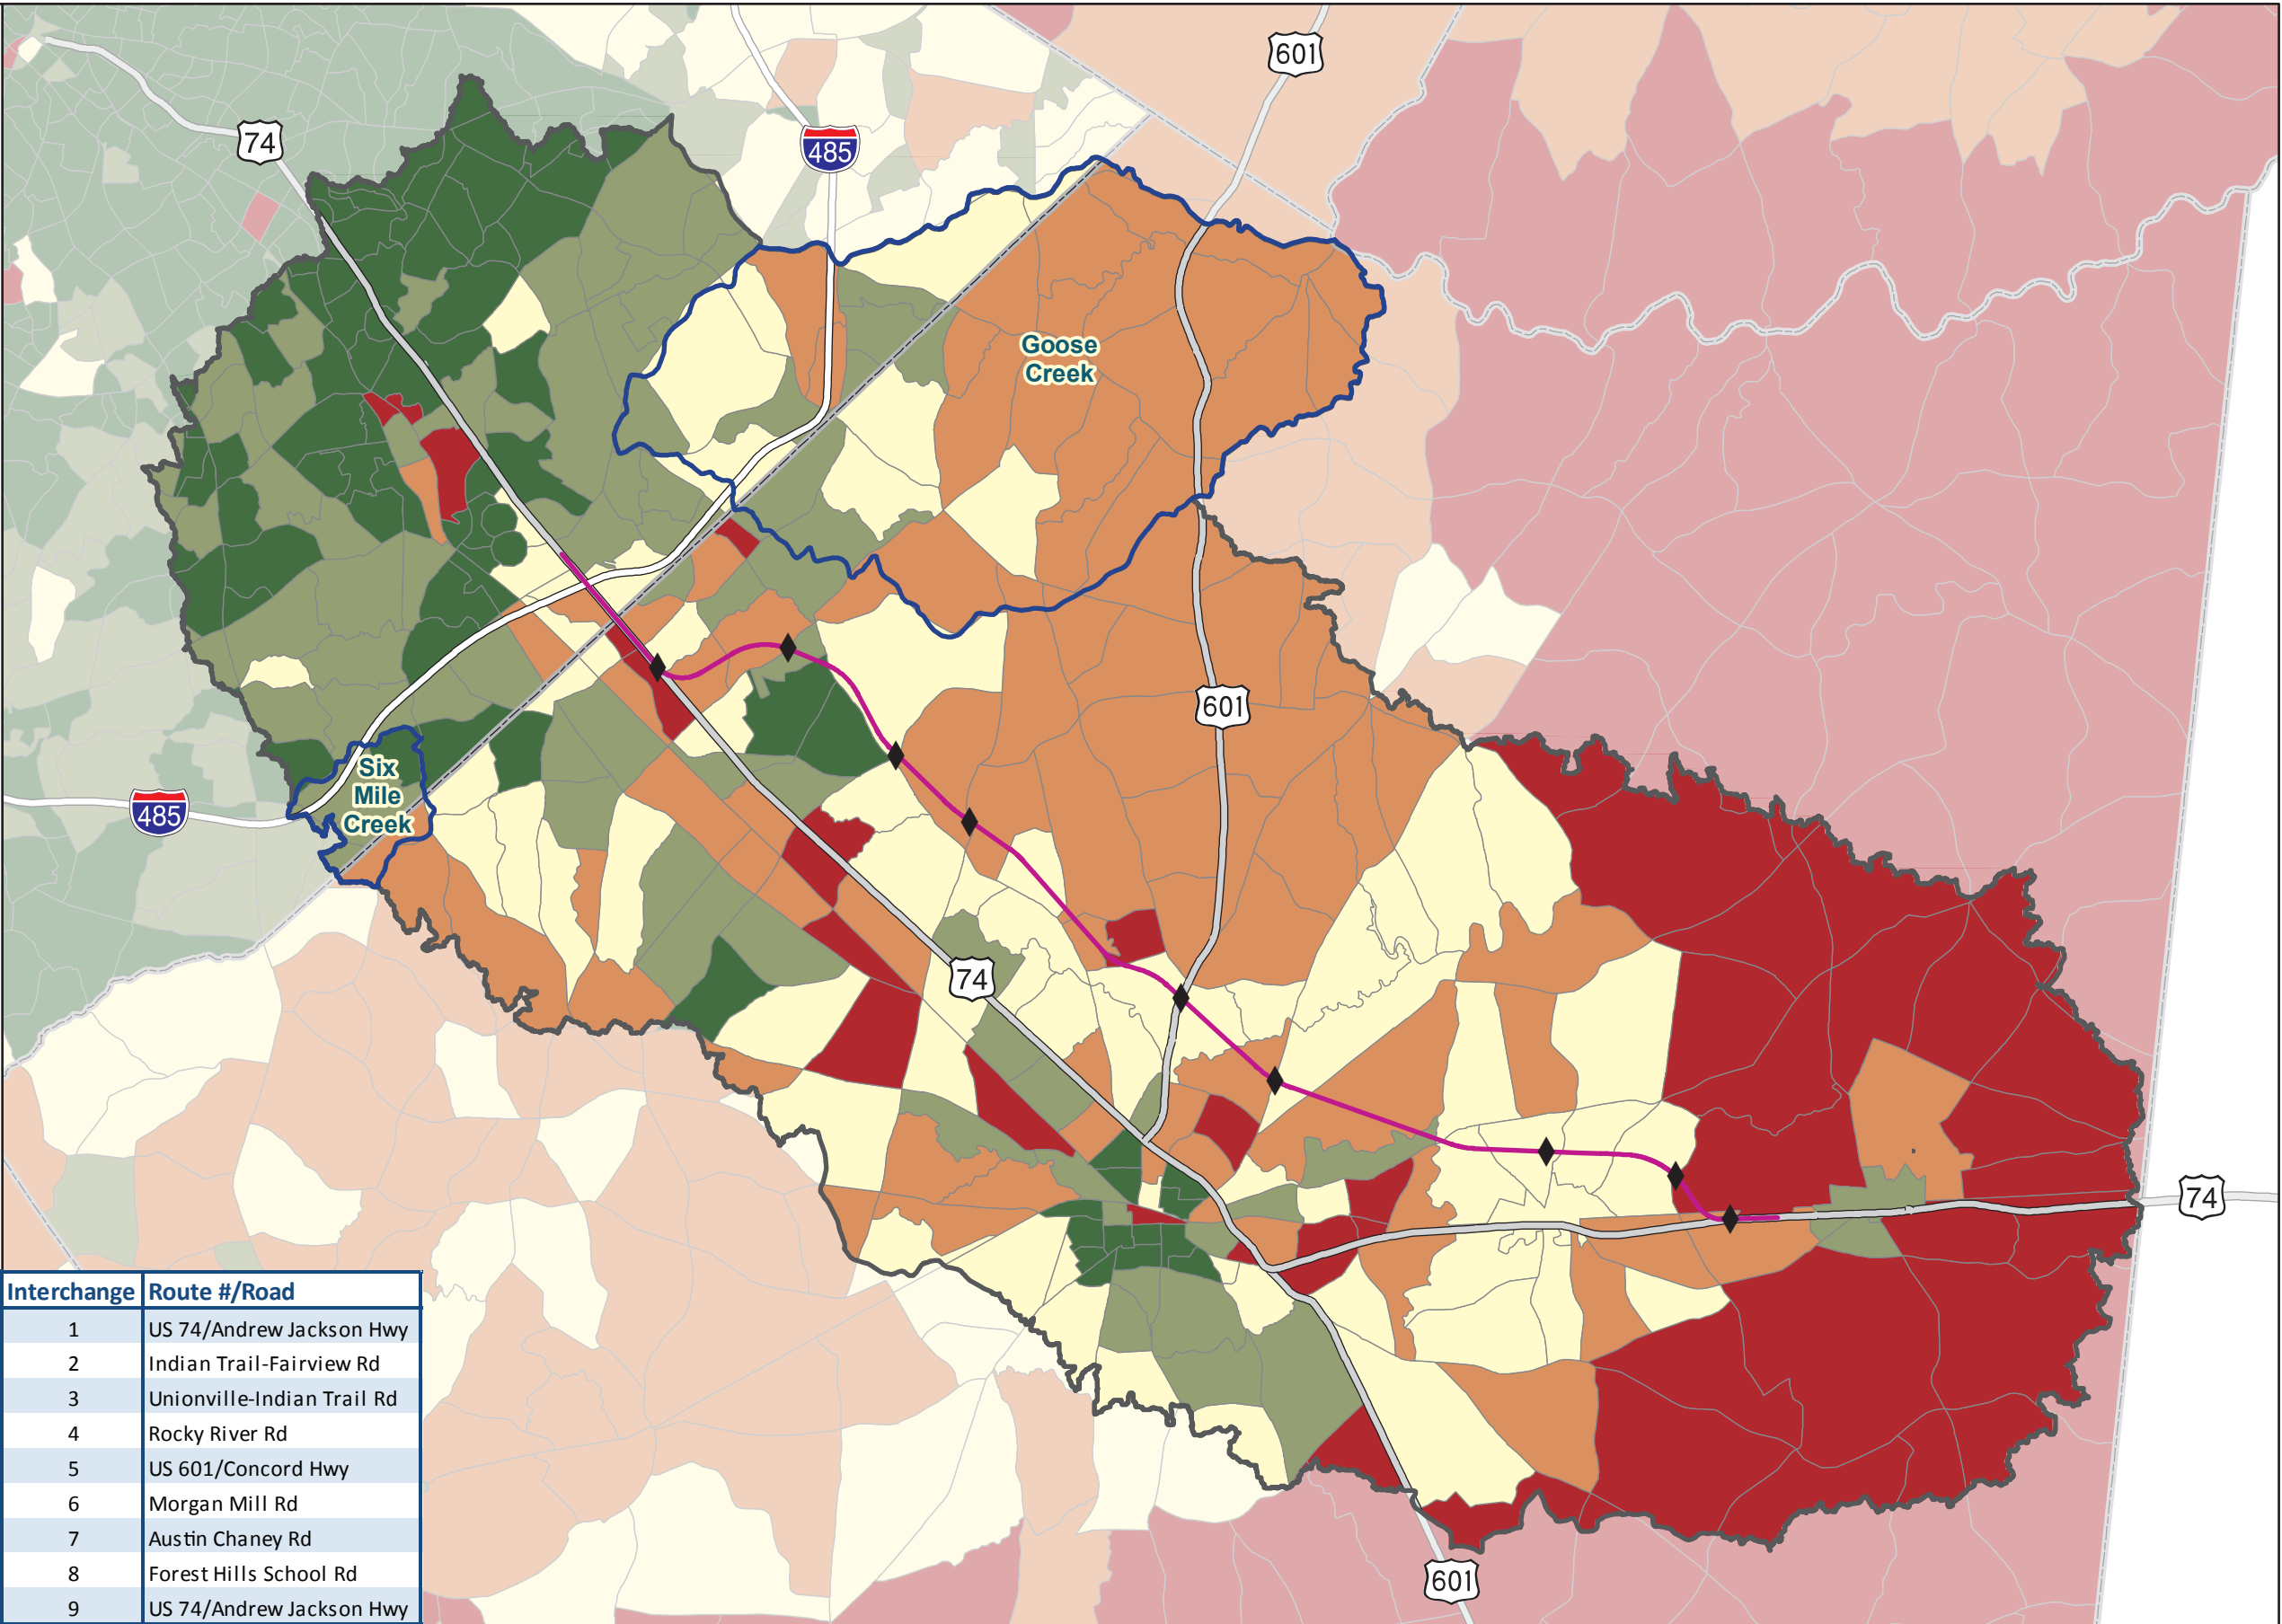 601
74
485
Goose
Creek
601
Six
Mile
Creek
485
74
74
601
Interchange Route #/Road
1 US 74/Andrew Jackson Hwy
2 Indian Trail-Fairview Rd
3 Unionville-Indian Trail Rd
4 Rocky River Rd
5 US 601/Concord Hwy
6 Morgan Mill Rd
7 Austin Chaney Rd
8 Forest Hills School Rd
9 US 74/Andrew Jackson Hwy